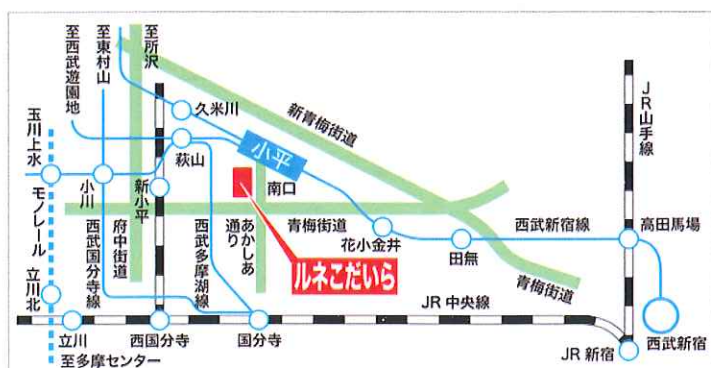 至西武遊園地
至東村山
至所沢
久米川
新青梅街道
JR山手線
玉川上水
萩山
小平
小川
新小平
南口
モノレール
西武国分寺線
府中街道
西武多摩湖線
あかしあ
通り
青梅街道
花小金井
田無
西武新宿線
高田馬場
ルネこだいら
立川北
青梅街道
JR中央線
西武新宿
立川
西国分寺
国分寺
JR新宿
至多摩センター